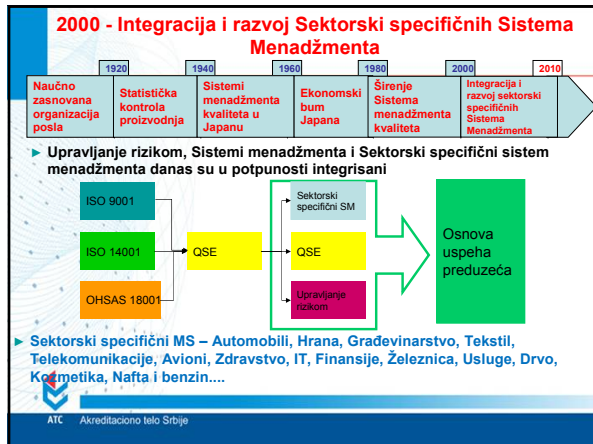 2000 - Integracija i razvoj Sektorski specifičnih Sistema
Menadžmenta
1920
1940
1960
1980
2000
2010
Naučno
zasnovana
organizacija
posla
Statistička
kontrola
proizvodnja
Sistemi
menadžmenta
kvaliteta u
Japanu
Ekonomski
bum
Japana
Širenje
Sistema
menadžmenta
kvaliteta
Integracija i
razvoj sektorski
specifičnih
Sistema
Menadžmenta
► Upravljanje rizikom, Sistemi menadžmenta i Sektorski specifični sistem
menadžmenta danas su u potpunosti integrisani
ISO 9001
ISO 14001
OHSAS 18001
QSE
Sektorski
specifični SM
QSE
Upravljanje
rizikom
Osnova
uspeha
preduzeća
► Sektorski specifični MS – Automobili, Hrana, Građevinarstvo, Tekstil,
Telekomunikacije, Avioni, Zdravstvo, IT, Finansije, Železnica, Usluge, Drvo,
Kozmetika, Nafta i benzin....
ATC Akreditaciono telo Srbije